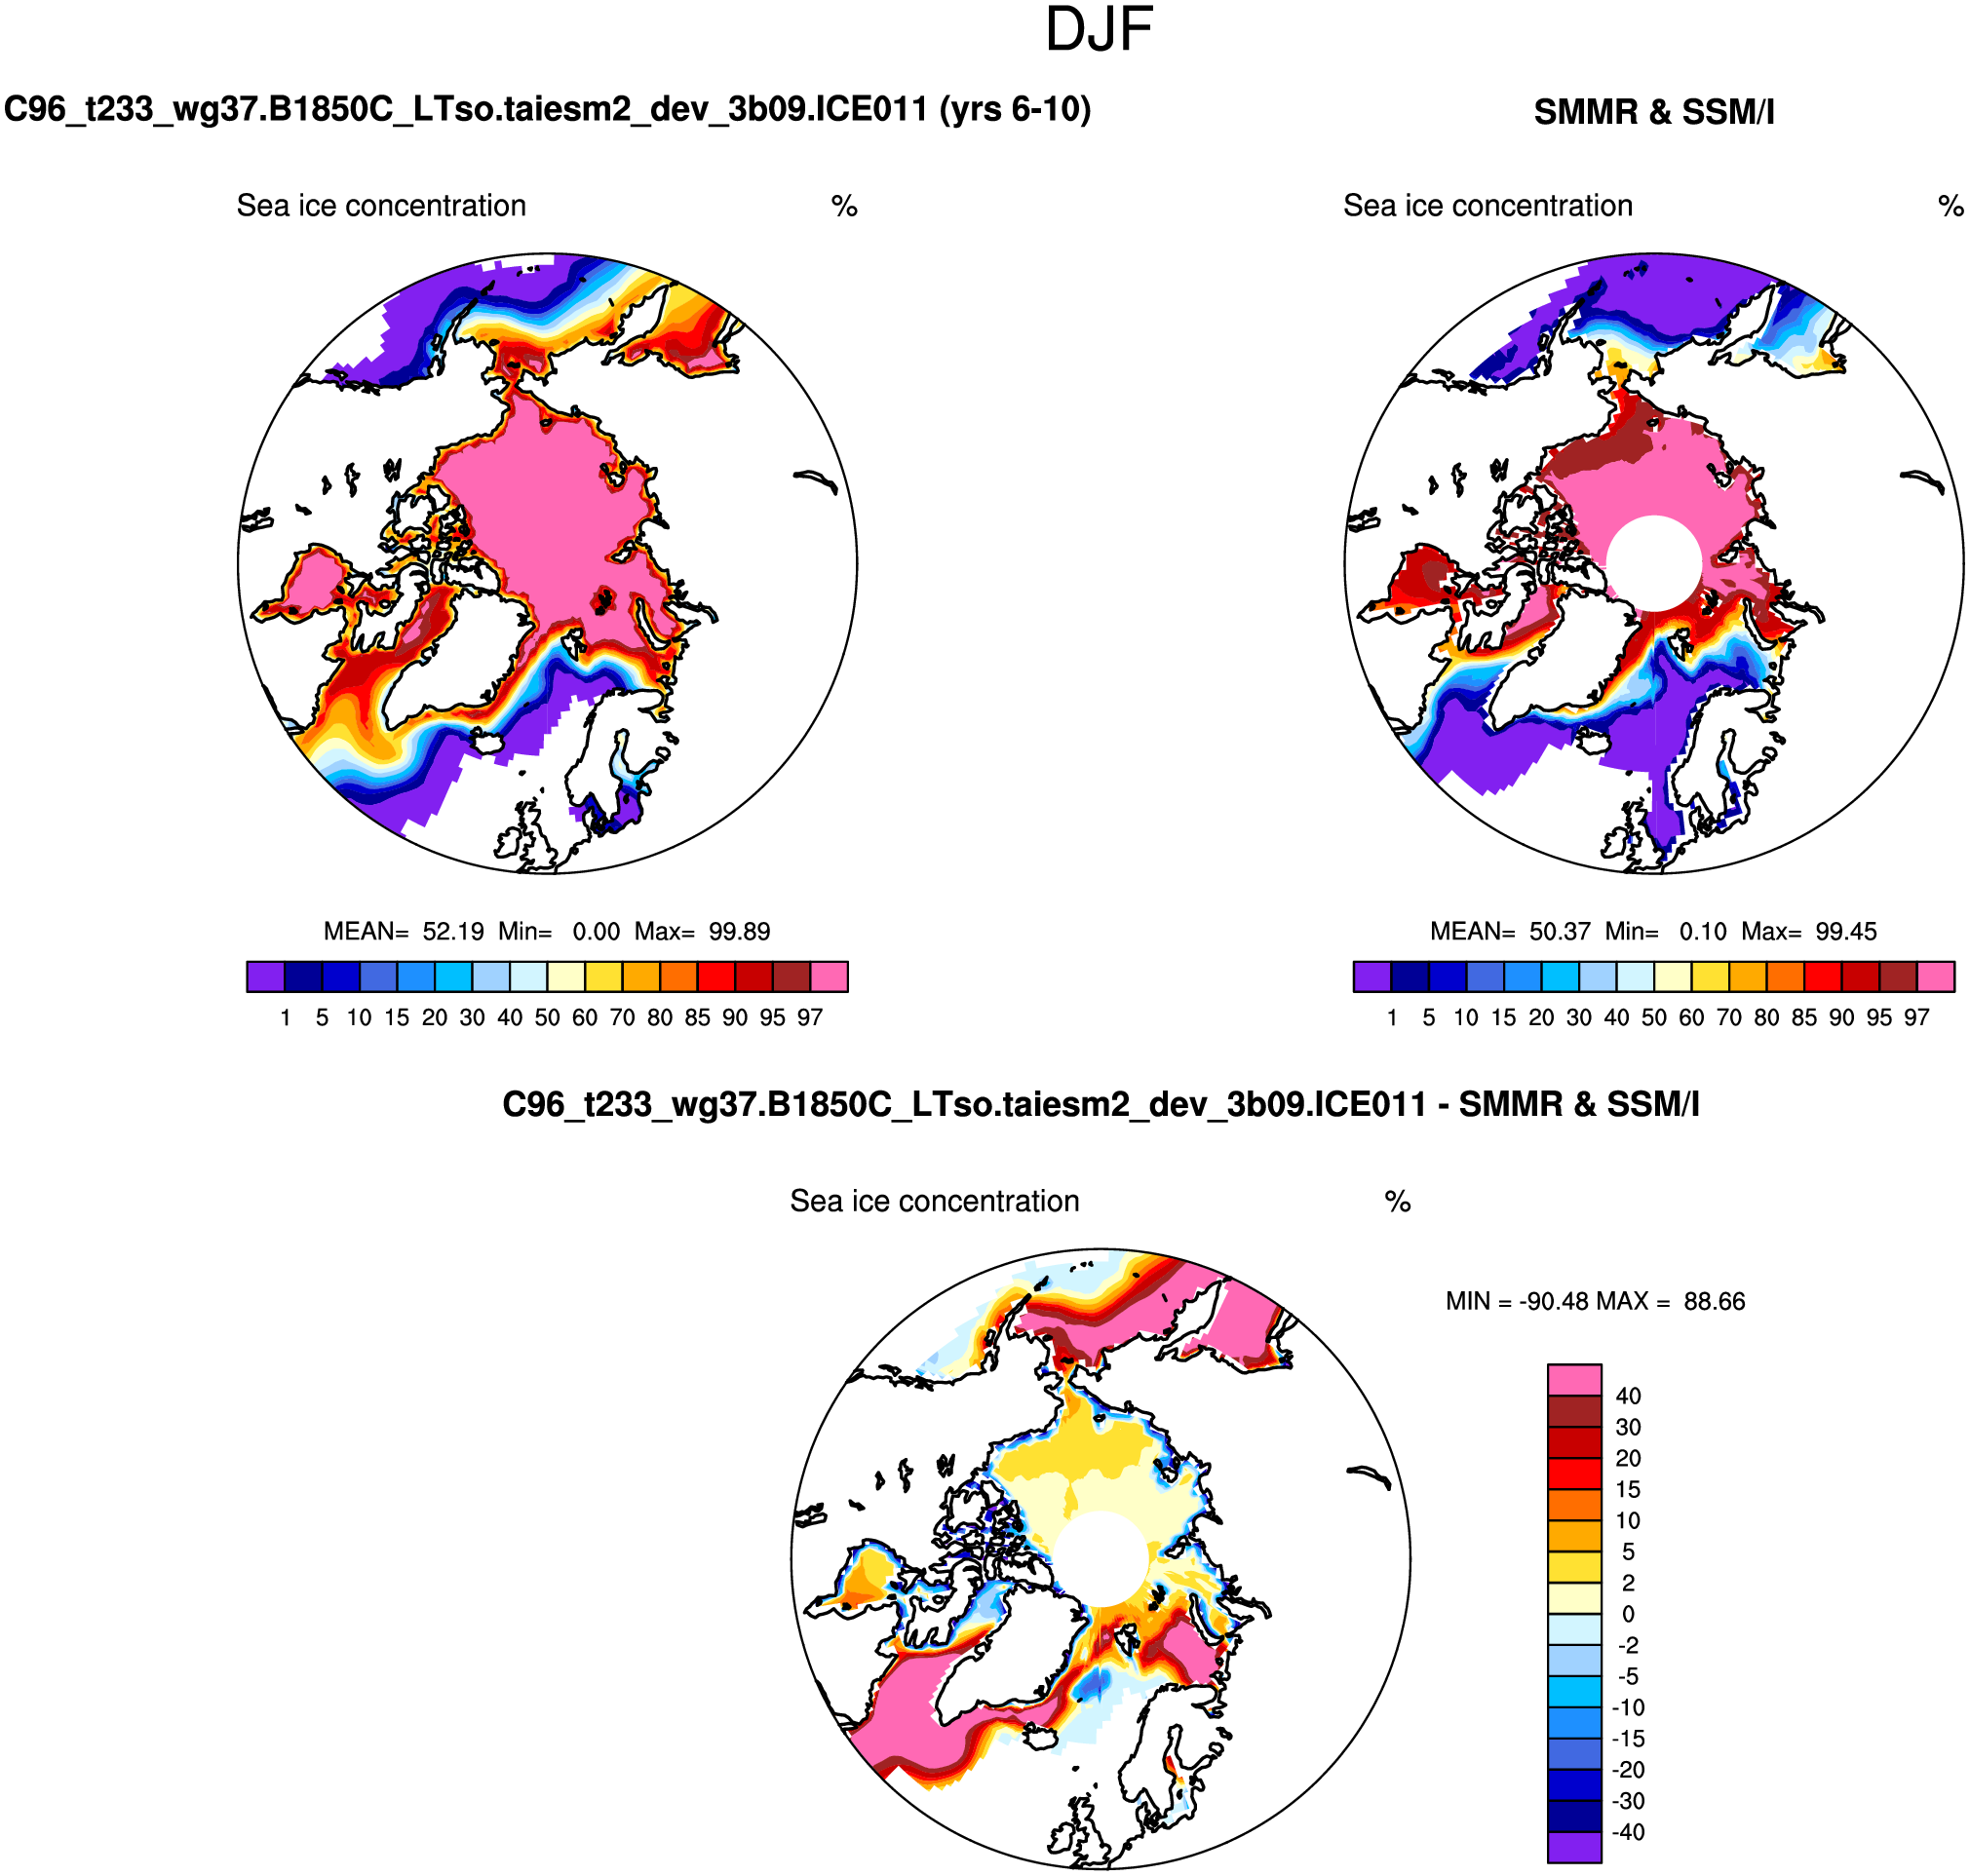 DJF
C96_t233_wg37.B1850C_LTso.taiesm2_dev_3b09.ICE011 (yrs 6-10)
SMMR & SSM/I
Sea ice concentration %
Sea ice concentration %
MEAN= 52.19 Min= 0.00 Max= 99.89
MEAN= 50.37 Min= 0.10 Max= 99.45
1 5 10 15 20 30 40 50 60 70 80 85 90 95 97
1 5 10 15 20 30 40 50 60 70 80 85 90 95 97
C96_t233_wg37.B1850C_LTso.taiesm2_dev_3b09.ICE011 - SMMR & SSM/I
Sea ice concentration %
MIN = -90.48 MAX = 88.66
40
30
20
15
10
5
2
0
-2
-5
-10
-15
-20
-30
-40